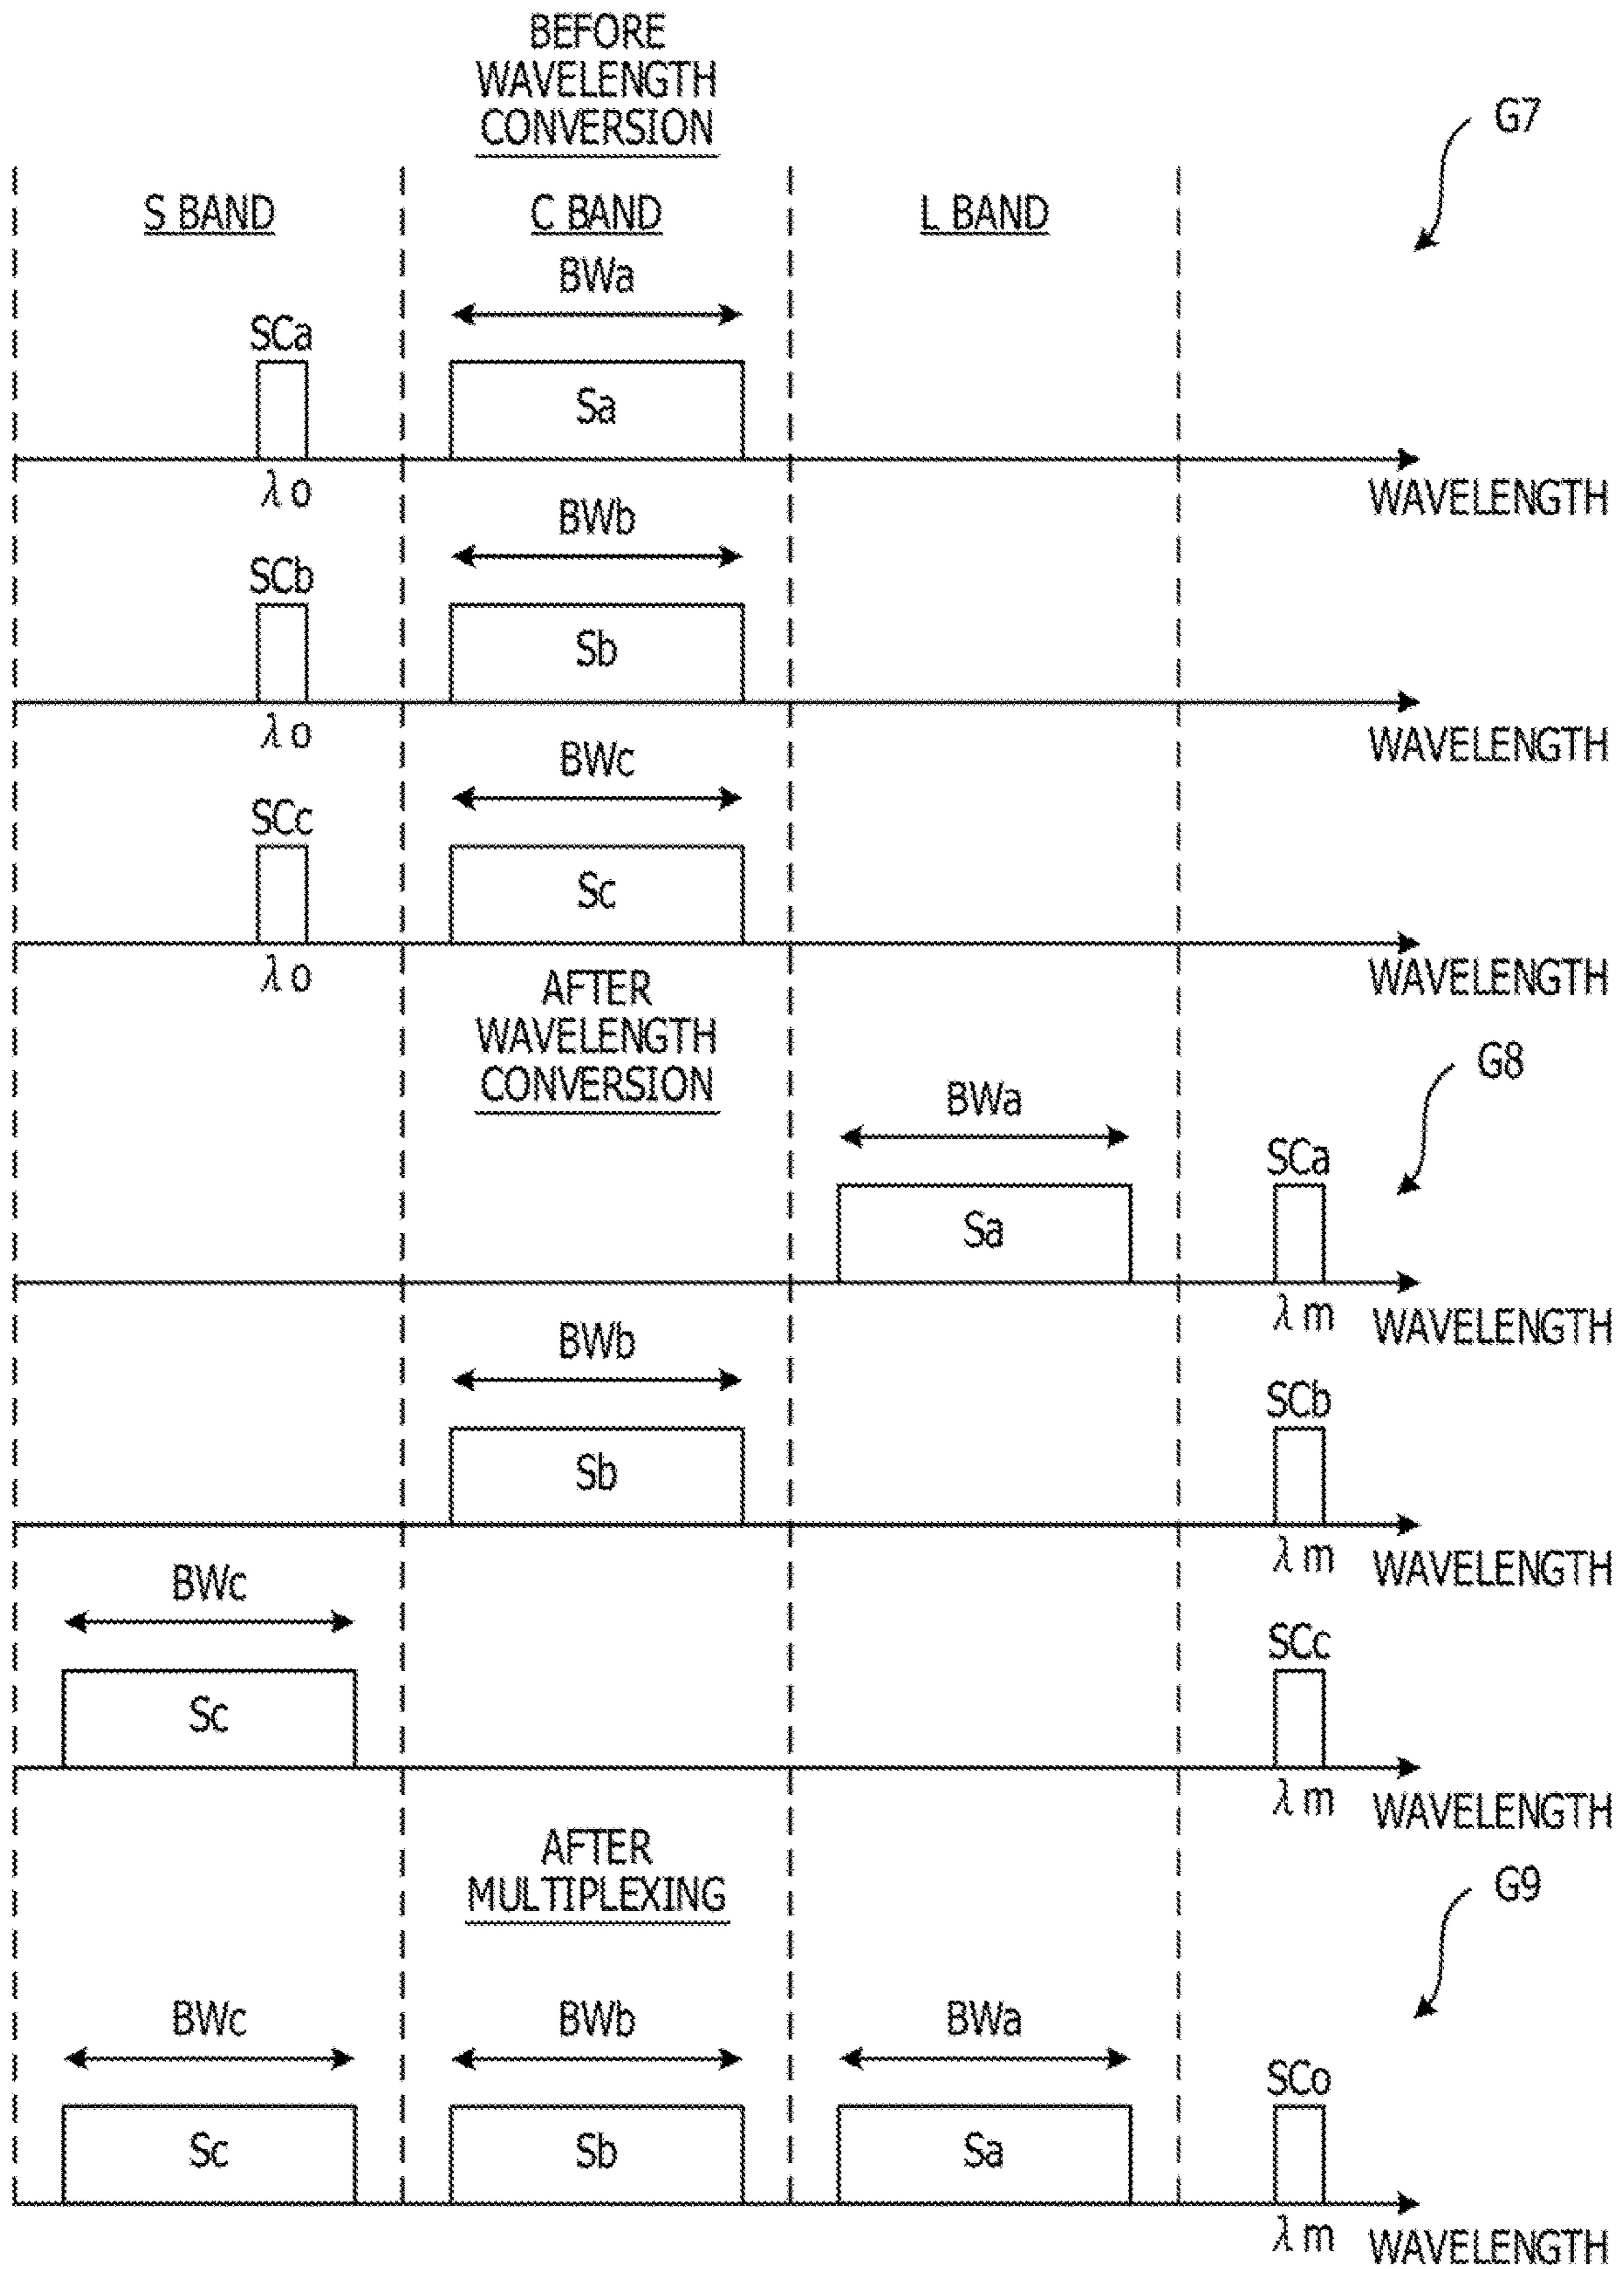 BEFORE
WAVELENGTH
CONVERSION
G7
S BAND
C BAND
L BAND
BWa
SCa
Sa
λo
WAVELENGTH
BWb
SCb
Sb
λo
WAVELENGTH
BWc
SCc
Sc
λo
WAVELENGTH
AFTER
WAVELENGTH
CONVERSION
G8
BWa
SCa
Sa
λm
WAVELENGTH
BWb
SCb
Sb
λm
WAVELENGTH
BWc
SCc
Sc
λm
WAVELENGTH
AFTER
MULTIPLEXING
G9
BWc
BWb
BWa
SCo
Sc
Sb
Sa
λm
WAVELENGTH